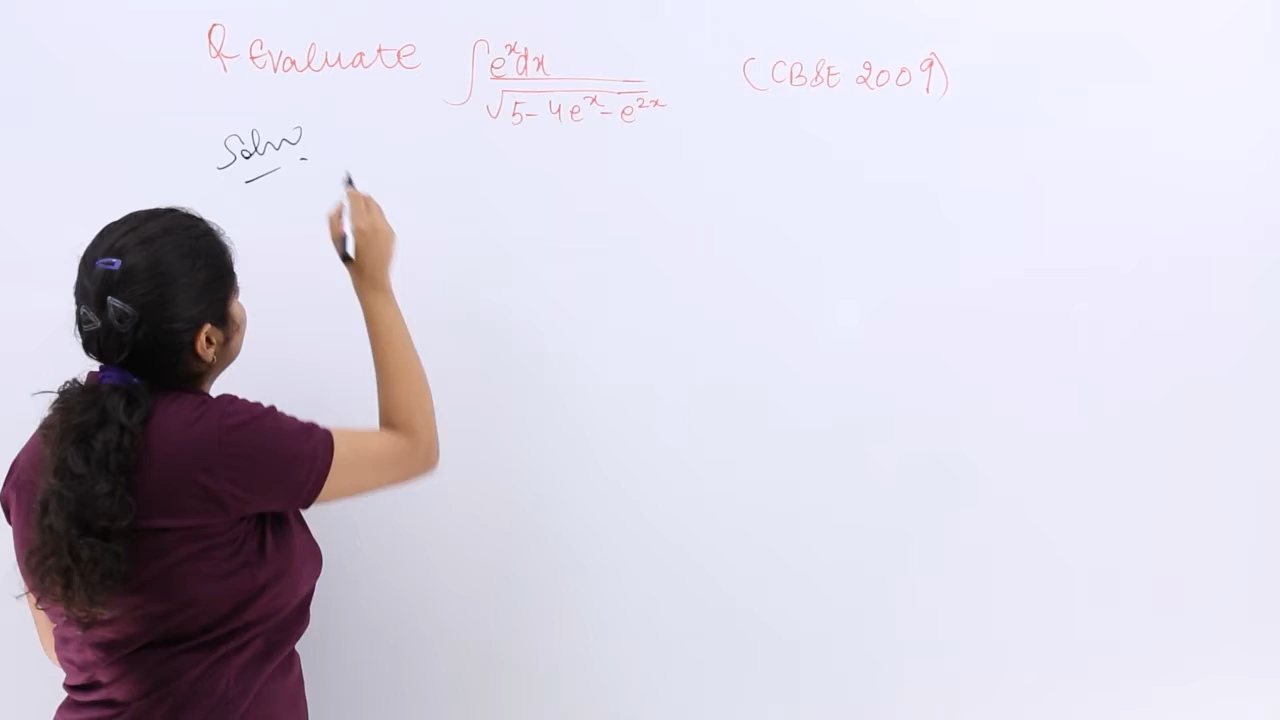 Q Evaluate ∫ e^x dx / √(5-4e^x-e^2x) (CBSE 2009)
Soln